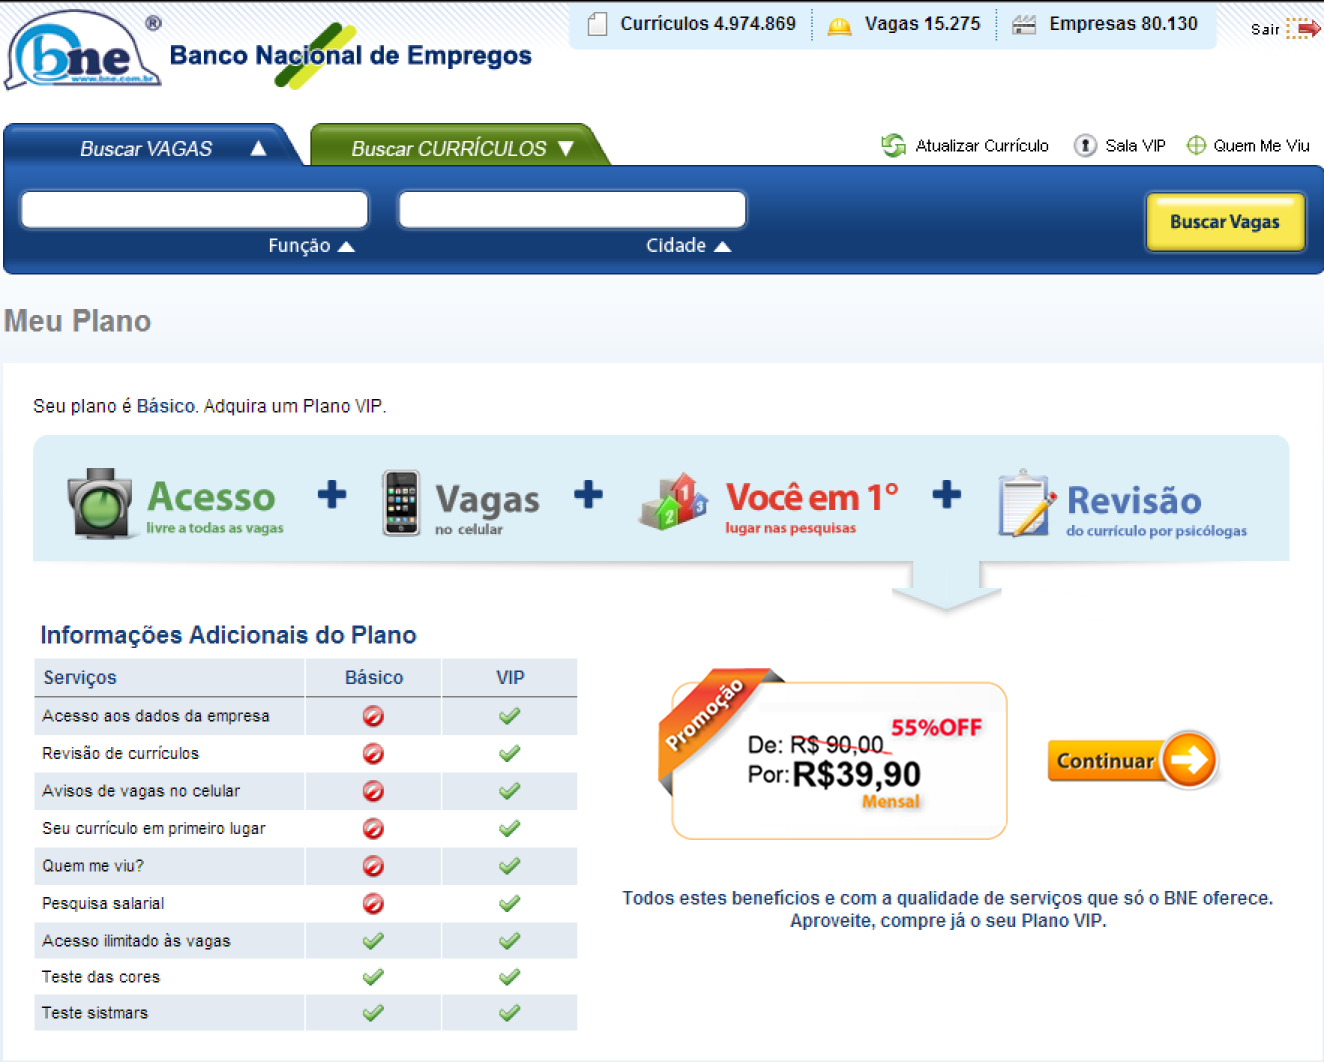 bne ®
www.bne.com.br
Banco Nacional de Empregos
Currículos 4.974.869
Vagas 15.275
Empresas 80.130
Sair
Buscar VAGAS ▲
Buscar CURRÍCULOS ▼
Atualizar Currículo
Sala VIP
Quem Me Viu
Função ▲
Cidade ▲
Buscar Vagas
Meu Plano
Seu plano é Básico. Adquira um Plano VIP.
Acesso
livre a todas as vagas
+
Vagas
no celular
+
1
2
3
Você em 1°
lugar nas pesquisas
+
Revisão
do currículo por psicólogas
Informações Adicionais do Plano
Serviços Básico VIP
Acesso aos dados da empresa
Revisão de currículos
Avisos de vagas no celular
Seu currículo em primeiro lugar
Quem me viu?
Pesquisa salarial
Acesso ilimitado às vagas
Teste das cores
Teste sistmars
Promoção
55%OFF
De: R$ 90,00
Por: R$39,90
Mensal
Continuar
Todos estes benefícios e com a qualidade de serviços que só o BNE oferece.
Aproveite, compre já o seu Plano VIP.